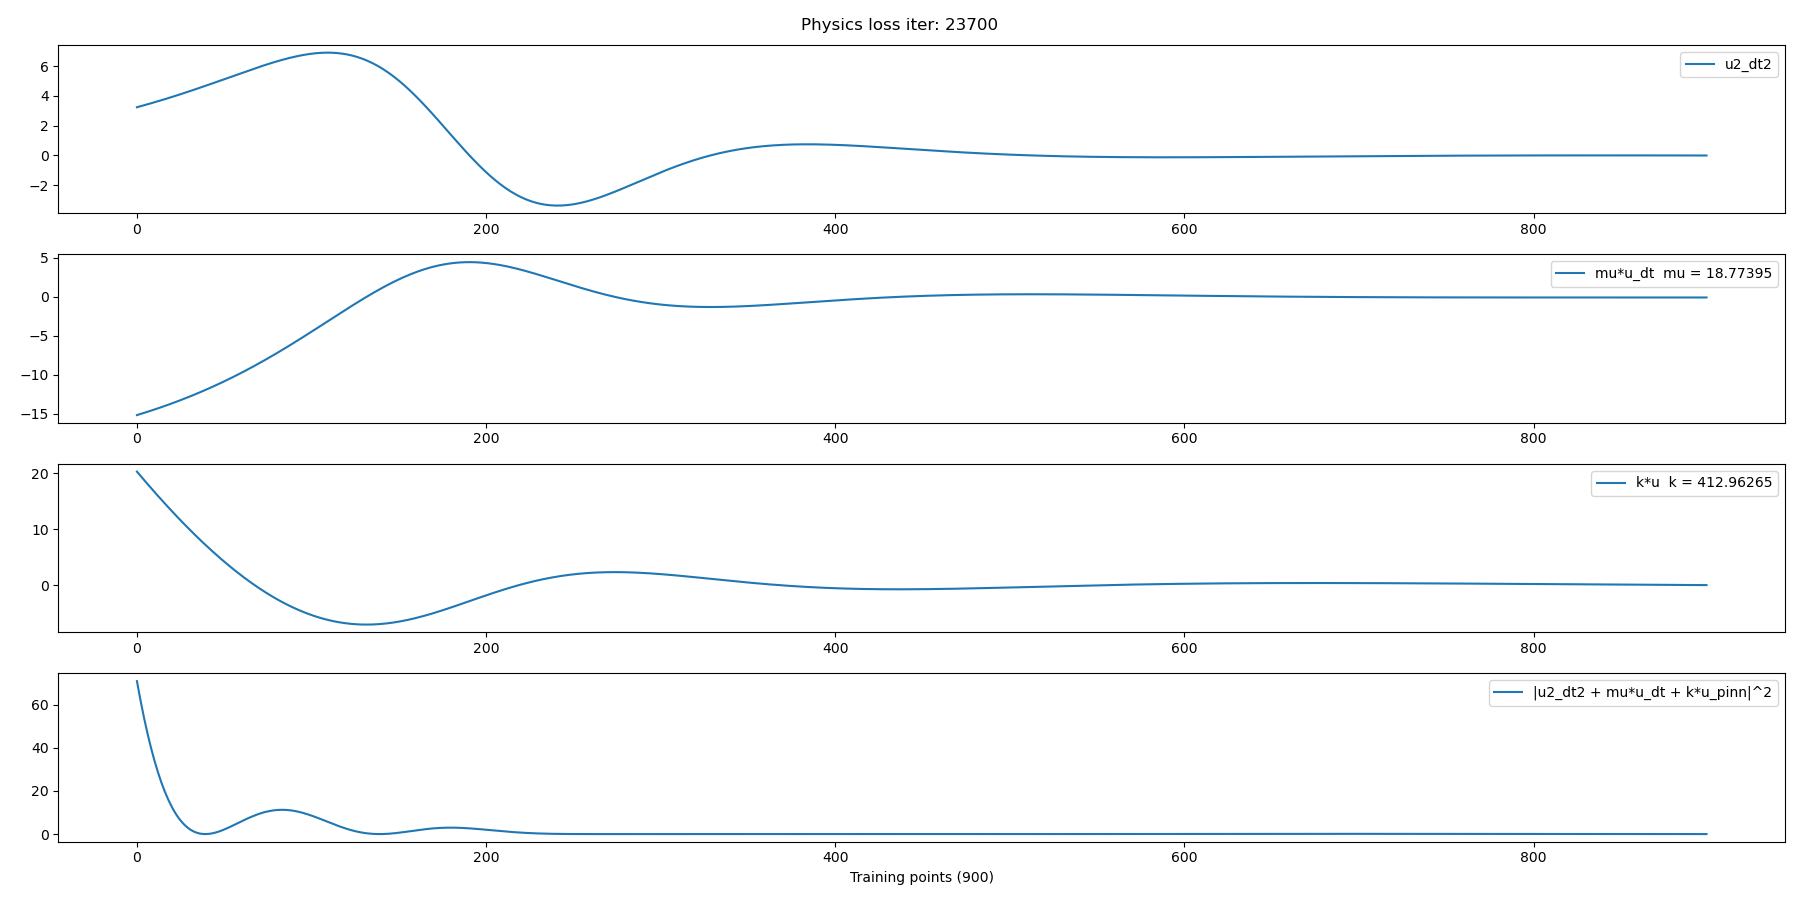 Physics loss iter: 23700
6
4
2
0
−2
u2_dt2
0 200 400 600 800
5
0
−5
−10
−15
mu*u_dt  mu = 18.77395
0 200 400 600 800
20
10
0
k*u  k = 412.96265
0 200 400 600 800
60
40
20
0
|u2_dt2 + mu*u_dt + k*u_pinn|^2
0 200 400 600 800
Training points (900)